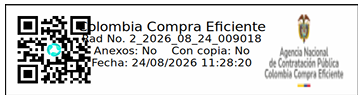 Colombia Compra Eficiente
Rad No. 2_2026_08_24_009018
Anexos: No Con copia: No
Fecha: 24/08/2026 11:28:20
Agencia Nacional
de Contratación Pública
Colombia Compra Eficiente